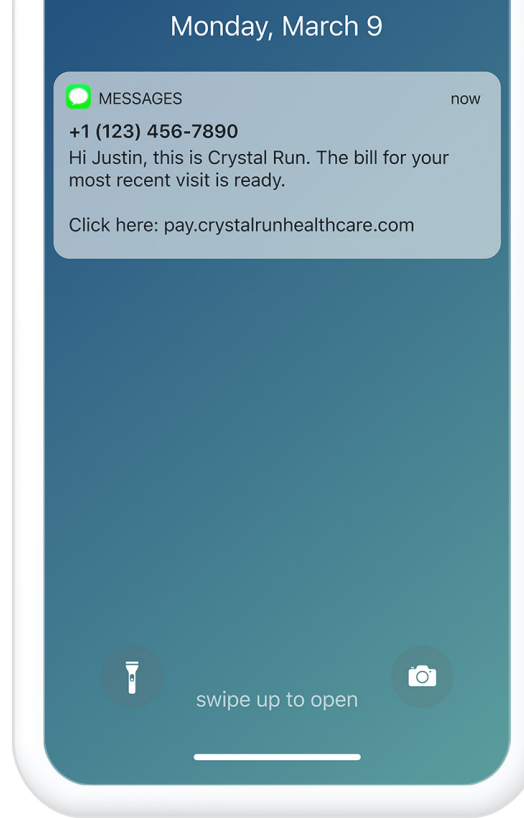 Monday, March 9
MESSAGES now
+1 (123) 456-7890
Hi Justin, this is Crystal Run. The bill for your
most recent visit is ready.
Click here: pay.crystalrunhealthcare.com
swipe up to open